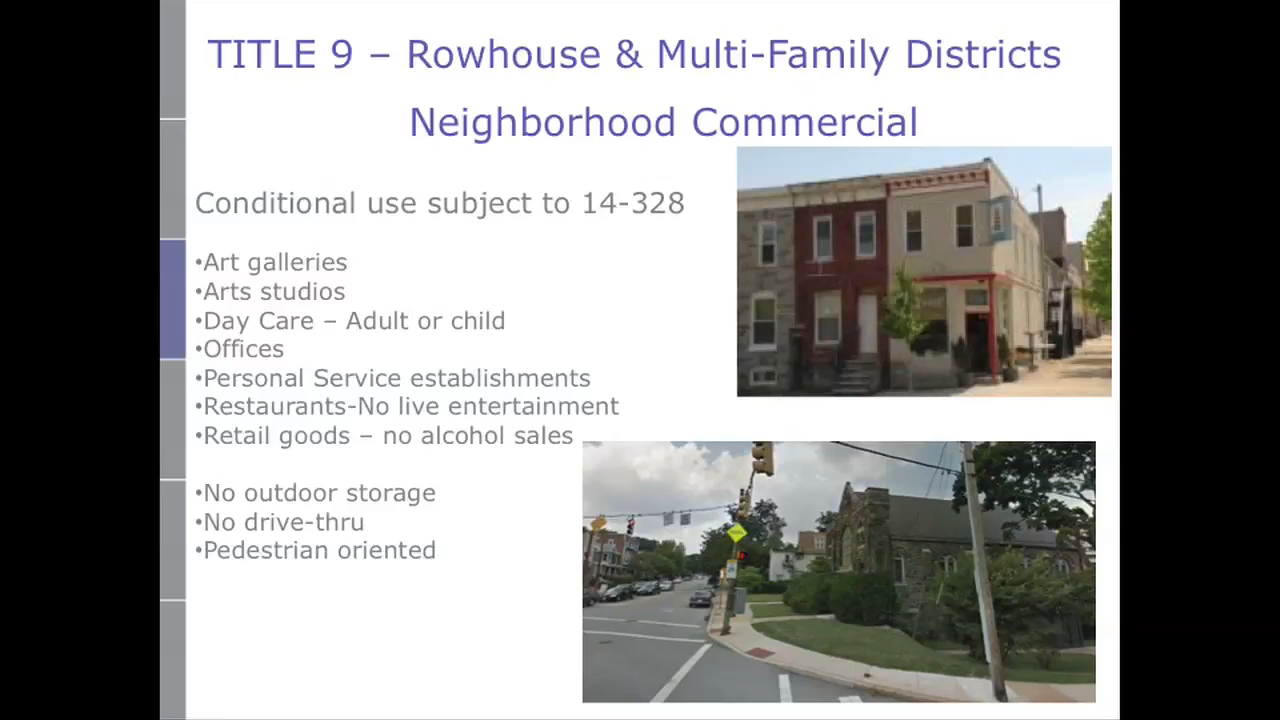 TITLE 9 – Rowhouse & Multi-Family Districts
Neighborhood Commercial
Conditional use subject to 14-328
•Art galleries
•Arts studios
•Day Care – Adult or child
•Offices
•Personal Service establishments
•Restaurants-No live entertainment
•Retail goods – no alcohol sales
•No outdoor storage
•No drive-thru
•Pedestrian oriented